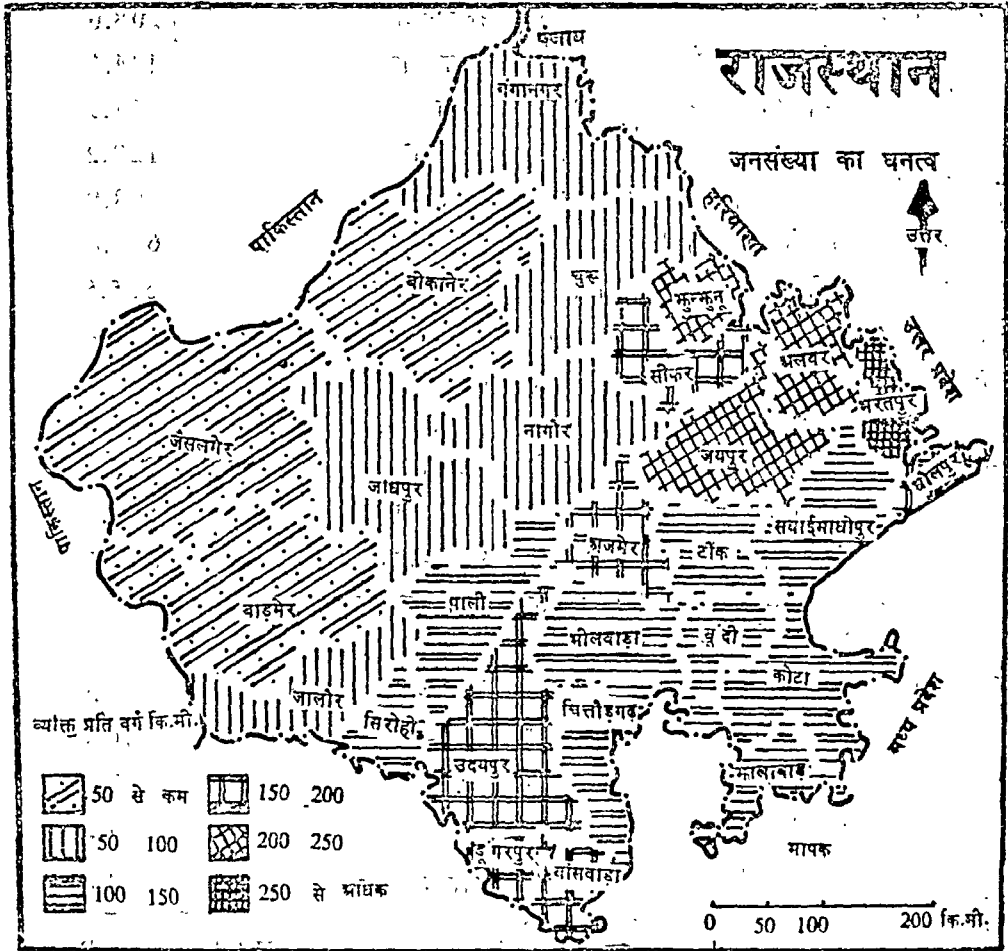 पंजाब
राजस्थान
गंगानगर
जनसंख्या का घनत्व
पाकिस्तान
हरियाणा
उत्तर
बीकानेर
चुरू
झुन्झुनू
सीकर
अलवर
उत्तर प्रदेश
भरतपुर
जैसलमेर
नागोर
जयपुर
धौलपुर
जोधपुर
पाकिस्तान
सवाईमाधोपुर
अजमेर
टोंक
बाड़मेर
पाली
भीलवाडा
बूंदी
कोटा
मध्य प्रदेश
जालोर
सिरोही
चित्तौड़गढ़
व्यक्ति प्रति वर्ग कि.मी.
उदयपुर
झालावाड़
50 से कम
150 200
50 100
200 250
मापक
डूंगरपुर
बांसवाड़ा
100 150
250 से अधिक
0 50 100 200 कि.मी.